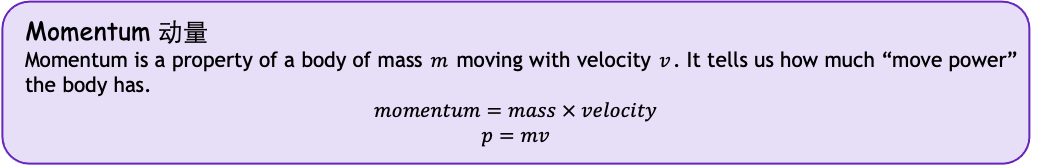 Momentum 动量
Momentum is a property of a body of mass 𝑚 moving with velocity 𝑣. It tells us how much “move power”
the body has.
𝑚𝑜𝑚𝑒𝑛𝑡𝑢𝑚 = 𝑚𝑎𝑠𝑠 × 𝑣𝑒𝑙𝑜𝑐𝑖𝑡𝑦
𝑝 = 𝑚𝑣